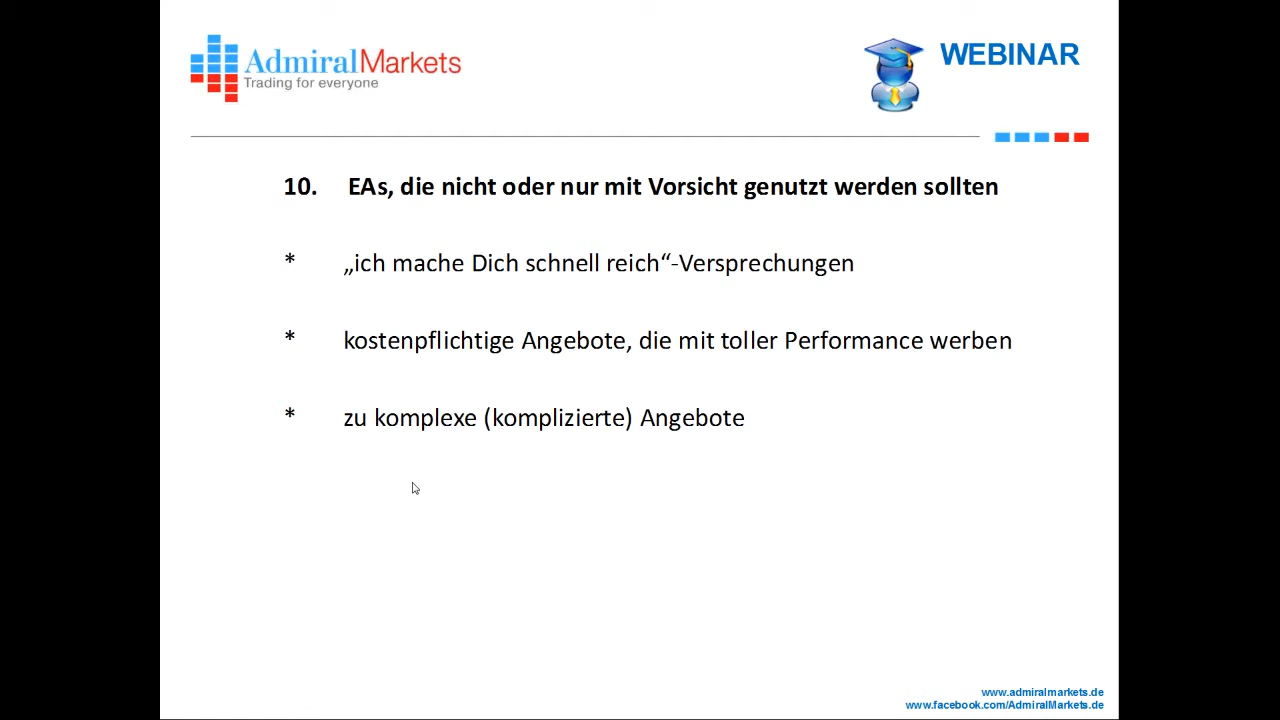 AdmiralMarkets
Trading for everyone
WEBINAR
10. EAs, die nicht oder nur mit Vorsicht genutzt werden sollten
* „ich mache Dich schnell reich“-Versprechungen
* kostenpflichtige Angebote, die mit toller Performance werben
* zu komplexe (komplizierte) Angebote
www.admiralmarkets.de
www.facebook.com/AdmiralMarkets.de